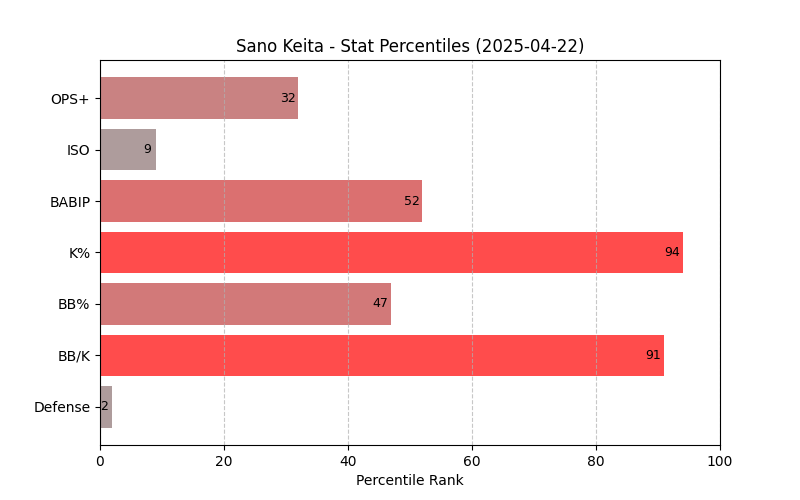 Sano Keita - Stat Percentiles (2025-04-22)
OPS+ 32
ISO 9
BABIP 52
K% 94
BB% 47
BB/K 91
Defense 2
0 20 40 60 80 100
Percentile Rank